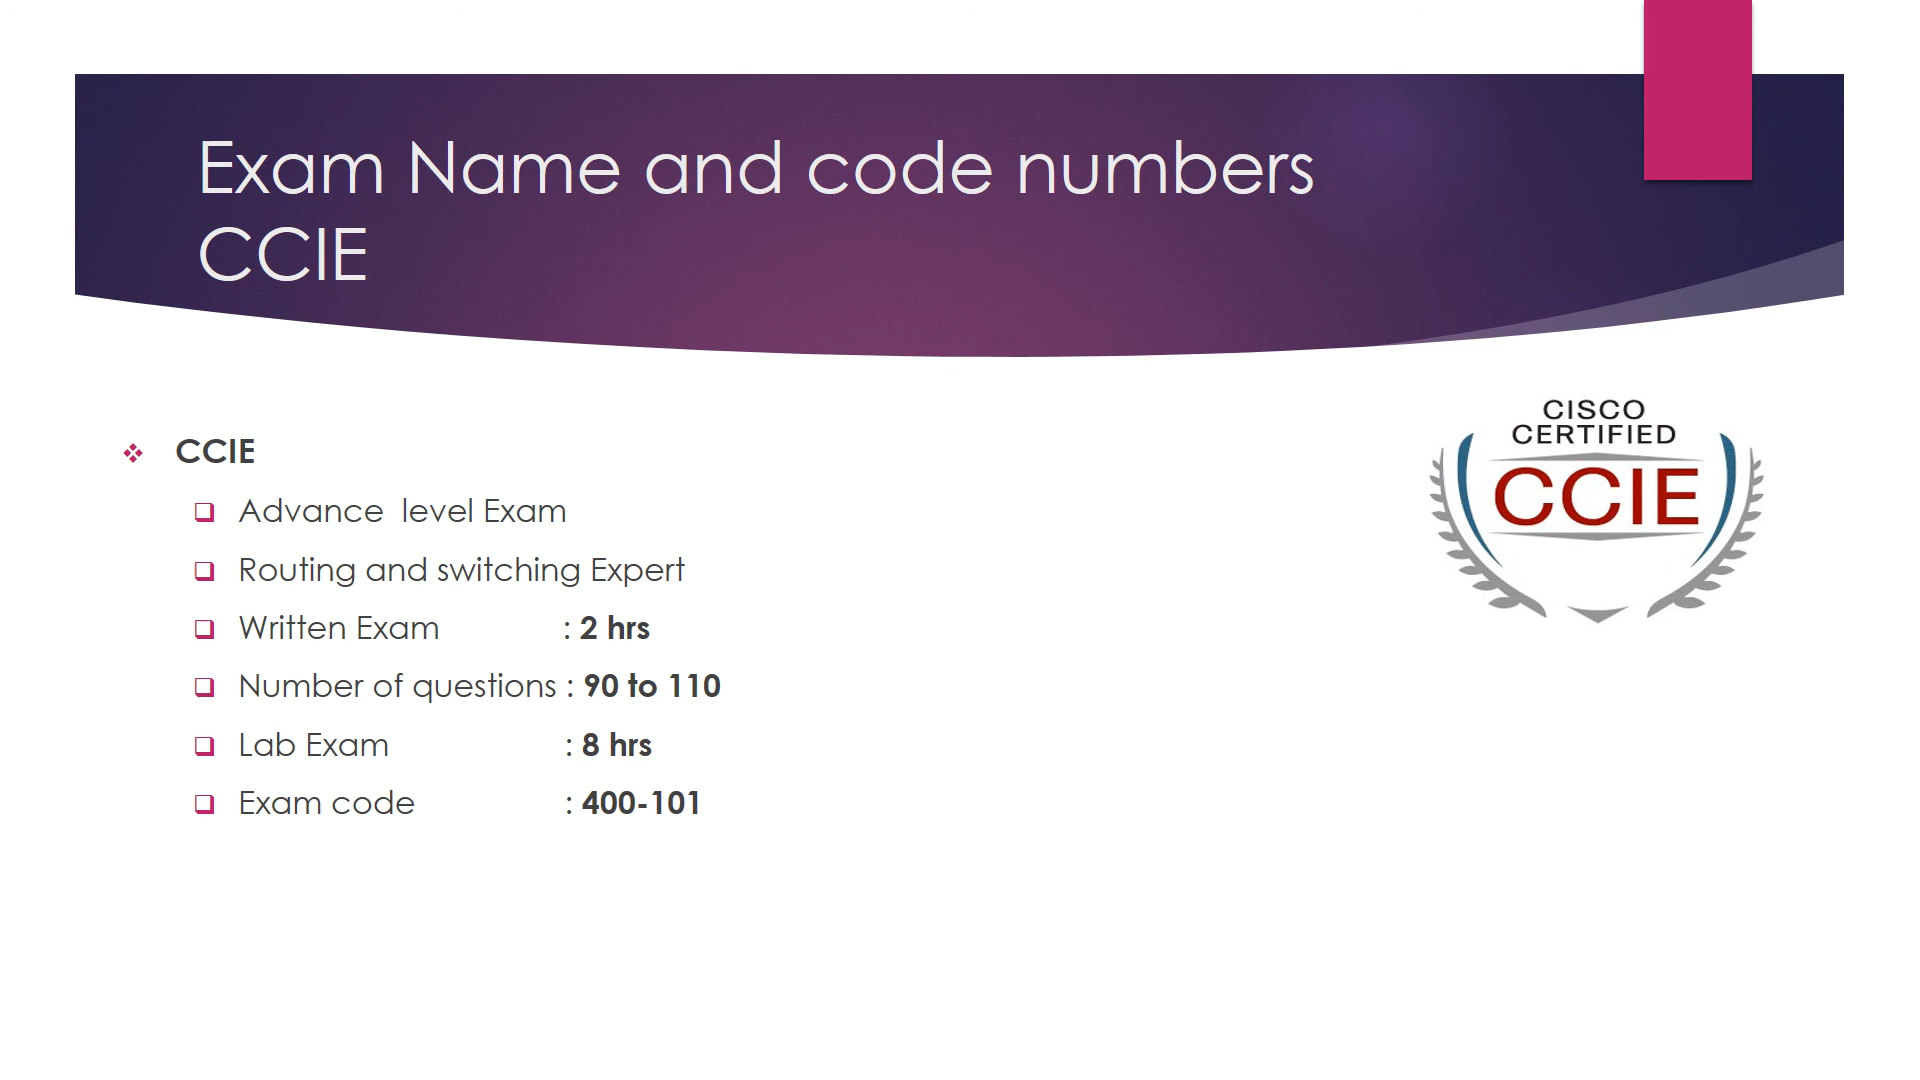 Exam Name and code numbers
CCIE
CCIE
Advance level Exam
Routing and switching Expert
Written Exam : 2 hrs
Number of questions : 90 to 110
Lab Exam : 8 hrs
Exam code : 400-101
CISCO
CERTIFIED
CCIE